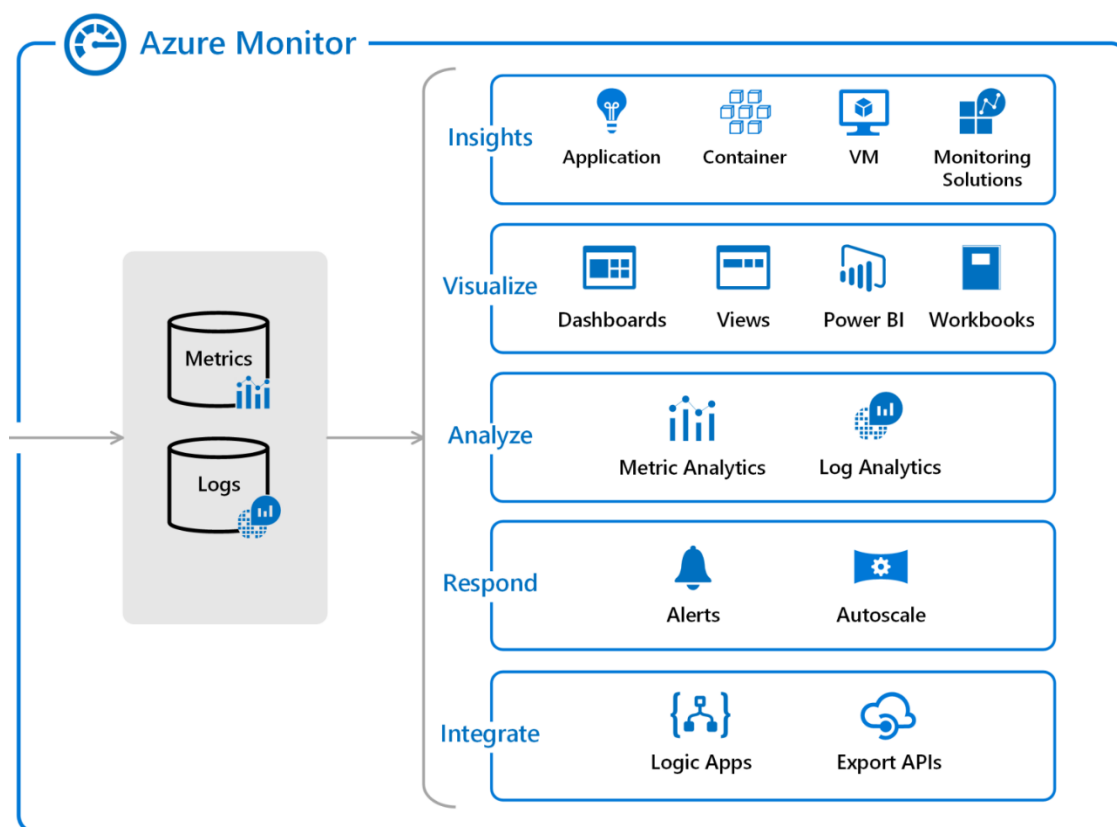 Azure Monitor
Insights
Application
Container
VM
Monitoring
Solutions
Visualize
Dashboards
Views
Power BI
Workbooks
Metrics
Logs
Analyze
Metric Analytics
Log Analytics
Respond
Alerts
Autoscale
Integrate
Logic Apps
Export APIs